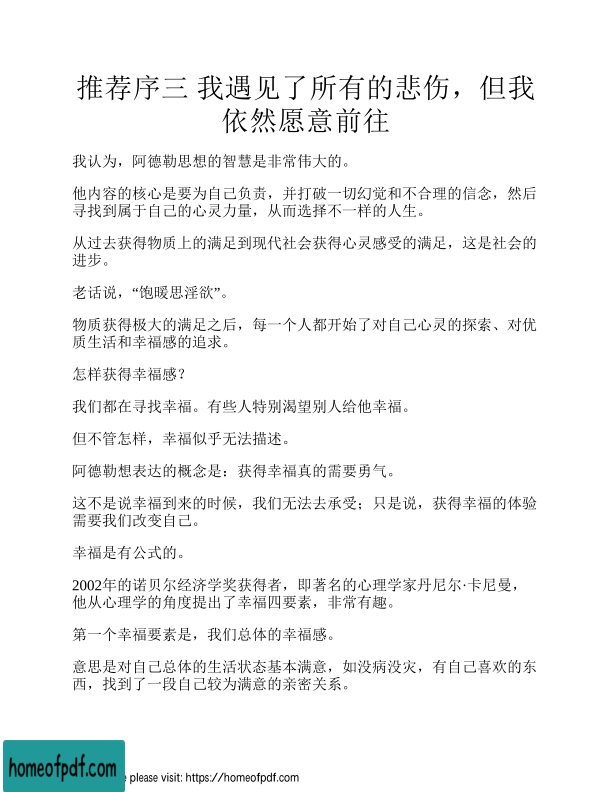 推荐序三 我遇见了所有的悲伤，但我
依然愿意前往
我认为，阿德勒思想的智慧是非常伟大的。
他内容的核心是要为自己负责，并打破一切幻觉和不合理的信念，然后
寻找到属于自己的心灵力量，从而选择不一样的人生。
从过去获得物质上的满足到现代社会获得心灵感受的满足，这是社会的
进步。
老话说，“饱暖思淫欲”。
物质获得极大的满足之后，每一个人都开始了对自己心灵的探索、对优
质生活和幸福感的追求。
怎样获得幸福感？
我们都在寻找幸福。有些人特别渴望别人给他幸福。
但不管怎样，幸福似乎无法描述。
阿德勒想表达的概念是：获得幸福真的需要勇气。
这不是说幸福到来的时候，我们无法去承受；只是说，获得幸福的体验
需要我们改变自己。
幸福是有公式的。
2002年的诺贝尔经济学奖获得者，即著名的心理学家丹尼尔·卡尼曼，
他从心理学的角度提出了幸福四要素，非常有趣。
第一个幸福要素是，我们总体的幸福感。
意思是对自己总体的生活状态基本满意，如没病没灾，有自己喜欢的东
西，找到了一段自己较为满意的亲密关系。
homeofpdf.com
e please visit: https://homeofpdf.com